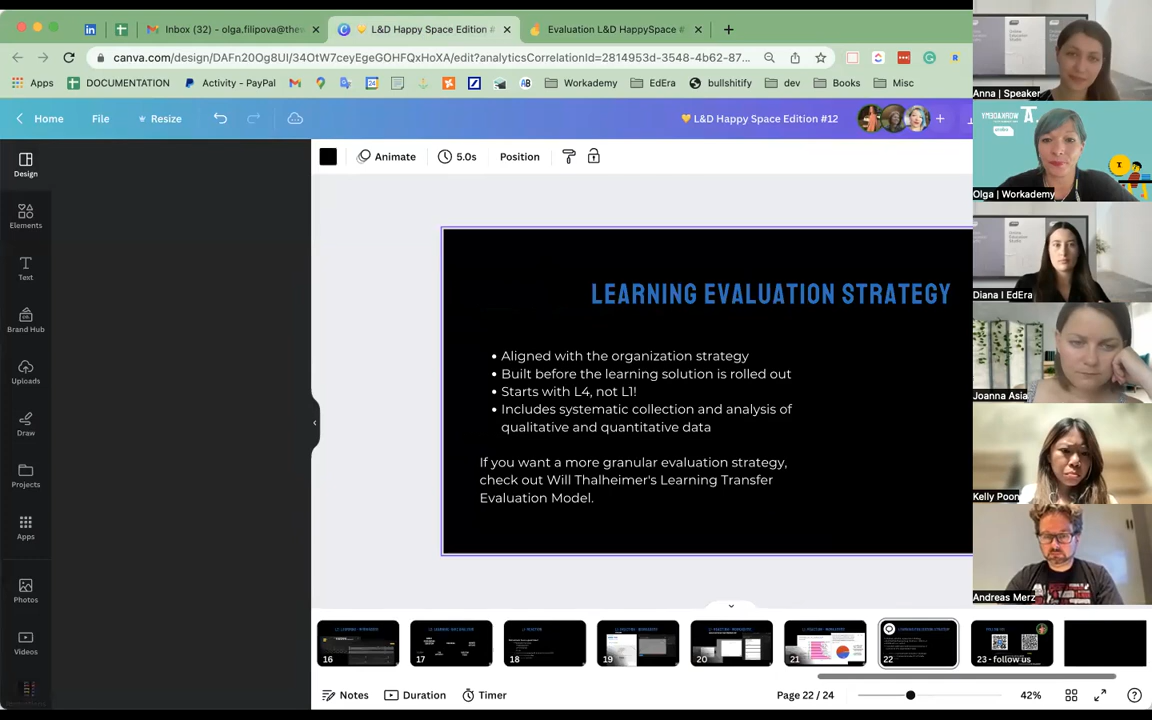 Inbox (32) - olga.filipova@the
L&D Happy Space Edition #
Evaluation L&D HappySpace #
canva.com/design/DAFn20Og8UI/34OtW7ceyEgeGOHFQxHoXA/edit?analyticsCorrelationId=2814953d-3548-4b62-87...
Apps
DOCUMENTATION
Activity - PayPal
AB
Workademy
EdEra
bullshitify
dev
Books
Misc
Home
File
Resize
L&D Happy Space Edition #12
Design
Elements
Text
Brand Hub
Uploads
Draw
Projects
Apps
Photos
Videos
Animate
5.0s
Position
LEARNING EVALUATION STRATEGY
• Aligned with the organization strategy
• Built before the learning solution is rolled out
• Starts with L4, not L1!
• Includes systematic collection and analysis of
qualitative and quantitative data
If you want a more granular evaluation strategy,
check out Will Thalheimer's Learning Transfer
Evaluation Model.
16
17
18
19
20
21
22
23 - follow us
Notes
Duration
Timer
Page 22 / 24
42%
Anna | Speaker
Olga | Workademy
Diana I EdEra
Joanna Asia
Kelly Poon
Andreas Merz